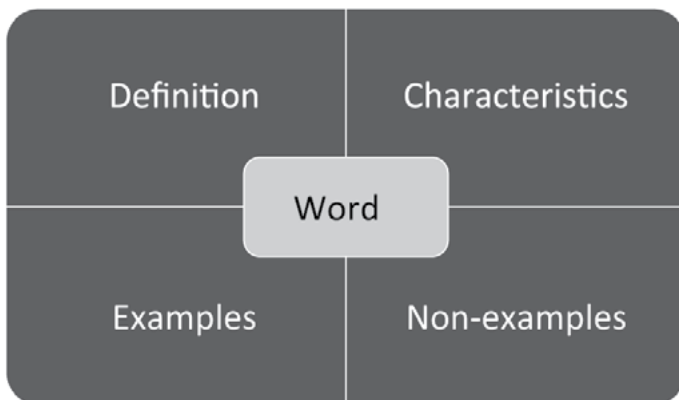 Definition
Characteristics
Word
Examples
Non-examples